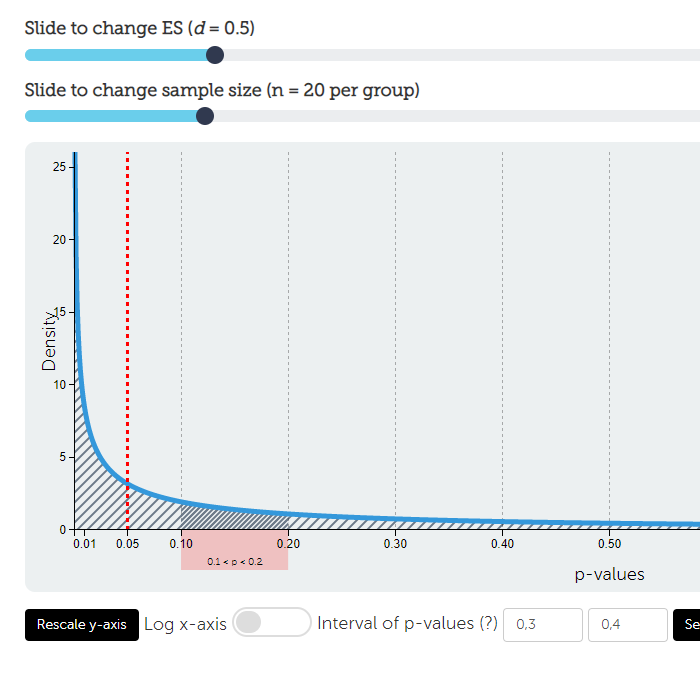 Slide to change ES (d = 0.5)
Slide to change sample size (n = 20 per group)
25
20
15
Density
10
5
0
0.01 0.05 0.10 0.20 0.30 0.40 0.50
0.1 < p < 0.2
p-values
Rescale y-axis Log x-axis Interval of p-values (?) 0,3 0,4 Se